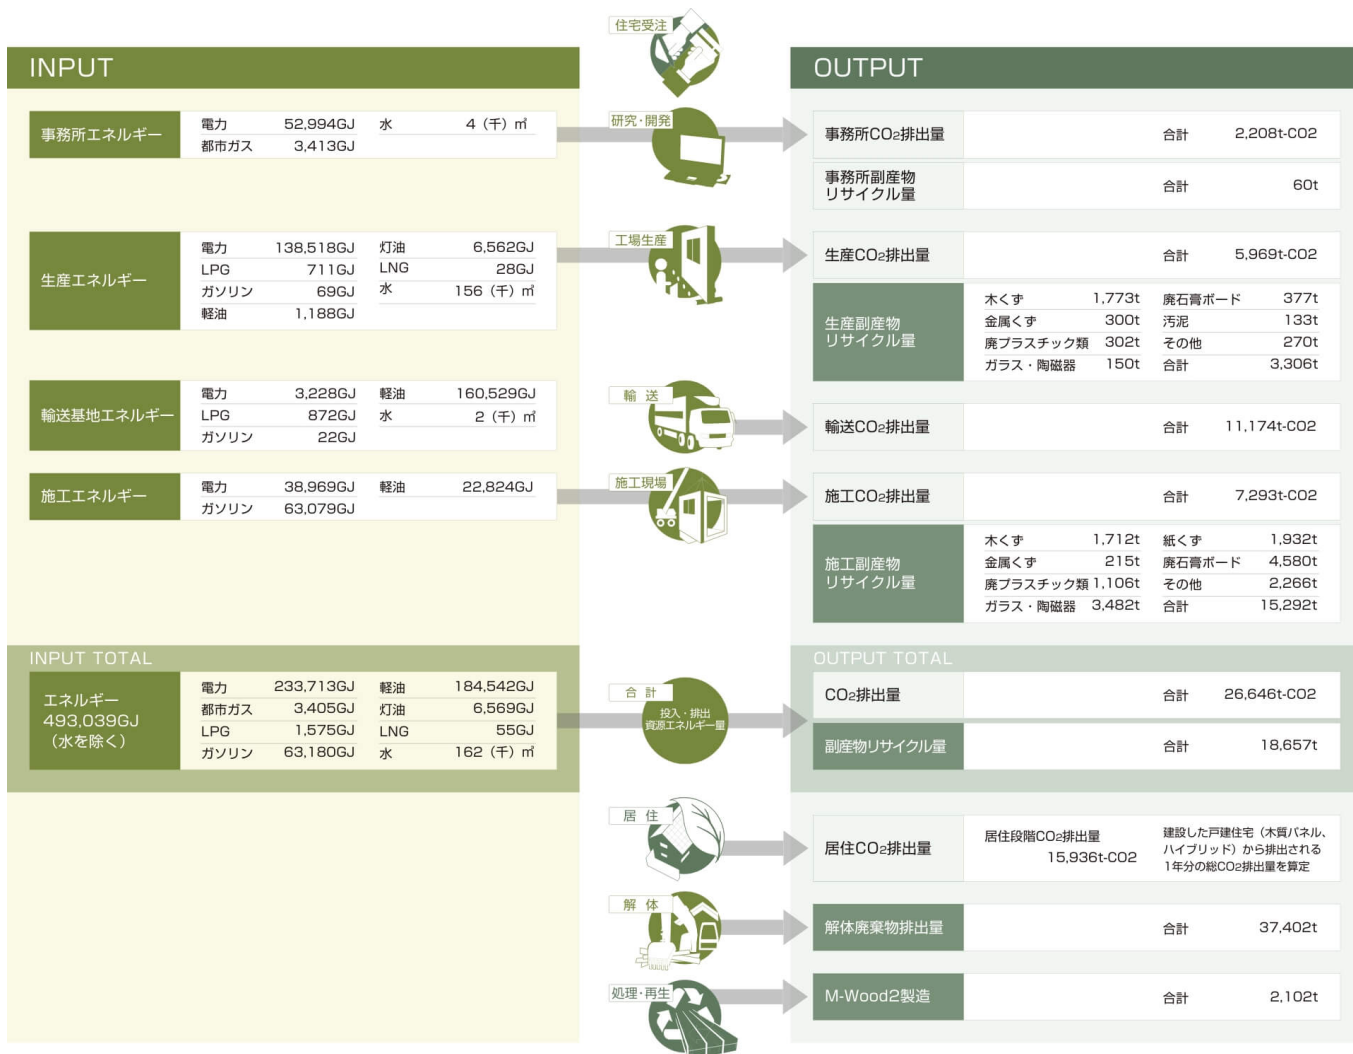 住宅受注
INPUT
OUTPUT
事務所エネルギー
電力 52,994GJ 水 4（千）㎥
都市ガス 3,413GJ
研究・開発
事務所CO₂排出量 合計 2,208t-CO2
事務所副産物
リサイクル量
合計 60t
生産エネルギー
電力 138,518GJ 灯油 6,562GJ
LPG 711GJ LNG 28GJ
ガソリン 69GJ 水 156（千）㎥
軽油 1,188GJ
工場生産
生産CO₂排出量 合計 5,969t-CO2
生産副産物
リサイクル量
木くず 1,773t 廃石膏ボード 377t
金属くず 300t 汚泥 133t
廃プラスチック類 302t その他 270t
ガラス・陶磁器 150t 合計 3,306t
輸送基地エネルギー
電力 3,228GJ 軽油 160,529GJ
LPG 872GJ 水 2（千）㎥
ガソリン 22GJ
輸 送
輸送CO₂排出量 合計 11,174t-CO2
施工エネルギー
電力 38,969GJ 軽油 22,824GJ
ガソリン 63,079GJ
施工現場
施工CO₂排出量 合計 7,293t-CO2
施工副産物
リサイクル量
木くず 1,712t 紙くず 1,932t
金属くず 215t 廃石膏ボード 4,580t
廃プラスチック類 1,106t その他 2,266t
ガラス・陶磁器 3,482t 合計 15,292t
INPUT TOTAL
エネルギー
493,039GJ
（水を除く）
電力 233,713GJ 軽油 184,542GJ
都市ガス 3,405GJ 灯油 6,569GJ
LPG 1,575GJ LNG 55GJ
ガソリン 63,180GJ 水 162（千）㎥
合 計
投入・排出
資源エネルギー量
OUTPUT TOTAL
CO₂排出量 合計 26,646t-CO2
副産物リサイクル量 合計 18,657t
居 住
居住CO₂排出量
居住段階CO₂排出量
15,936t-CO2
建設した戸建住宅（木質パネル、
ハイブリッド）から排出される
1年分の総CO₂排出量を算定
解 体
解体廃棄物排出量 合計 37,402t
処理・再生
M-Wood2製造 合計 2,102t